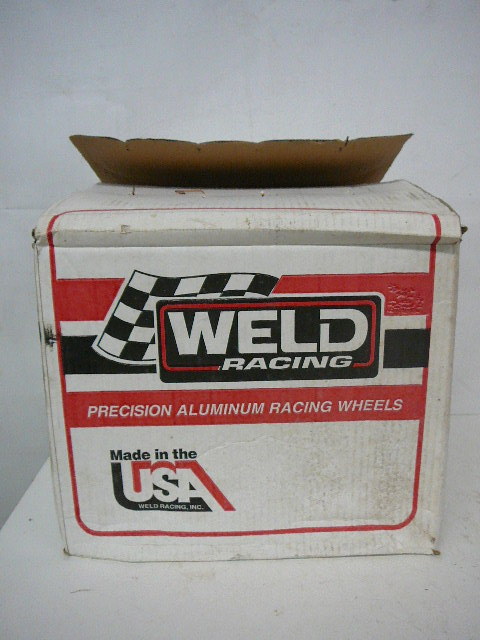 WELD
RACING
PRECISION ALUMINUM RACING WHEELS
Made in the
USA
WELD RACING, INC.